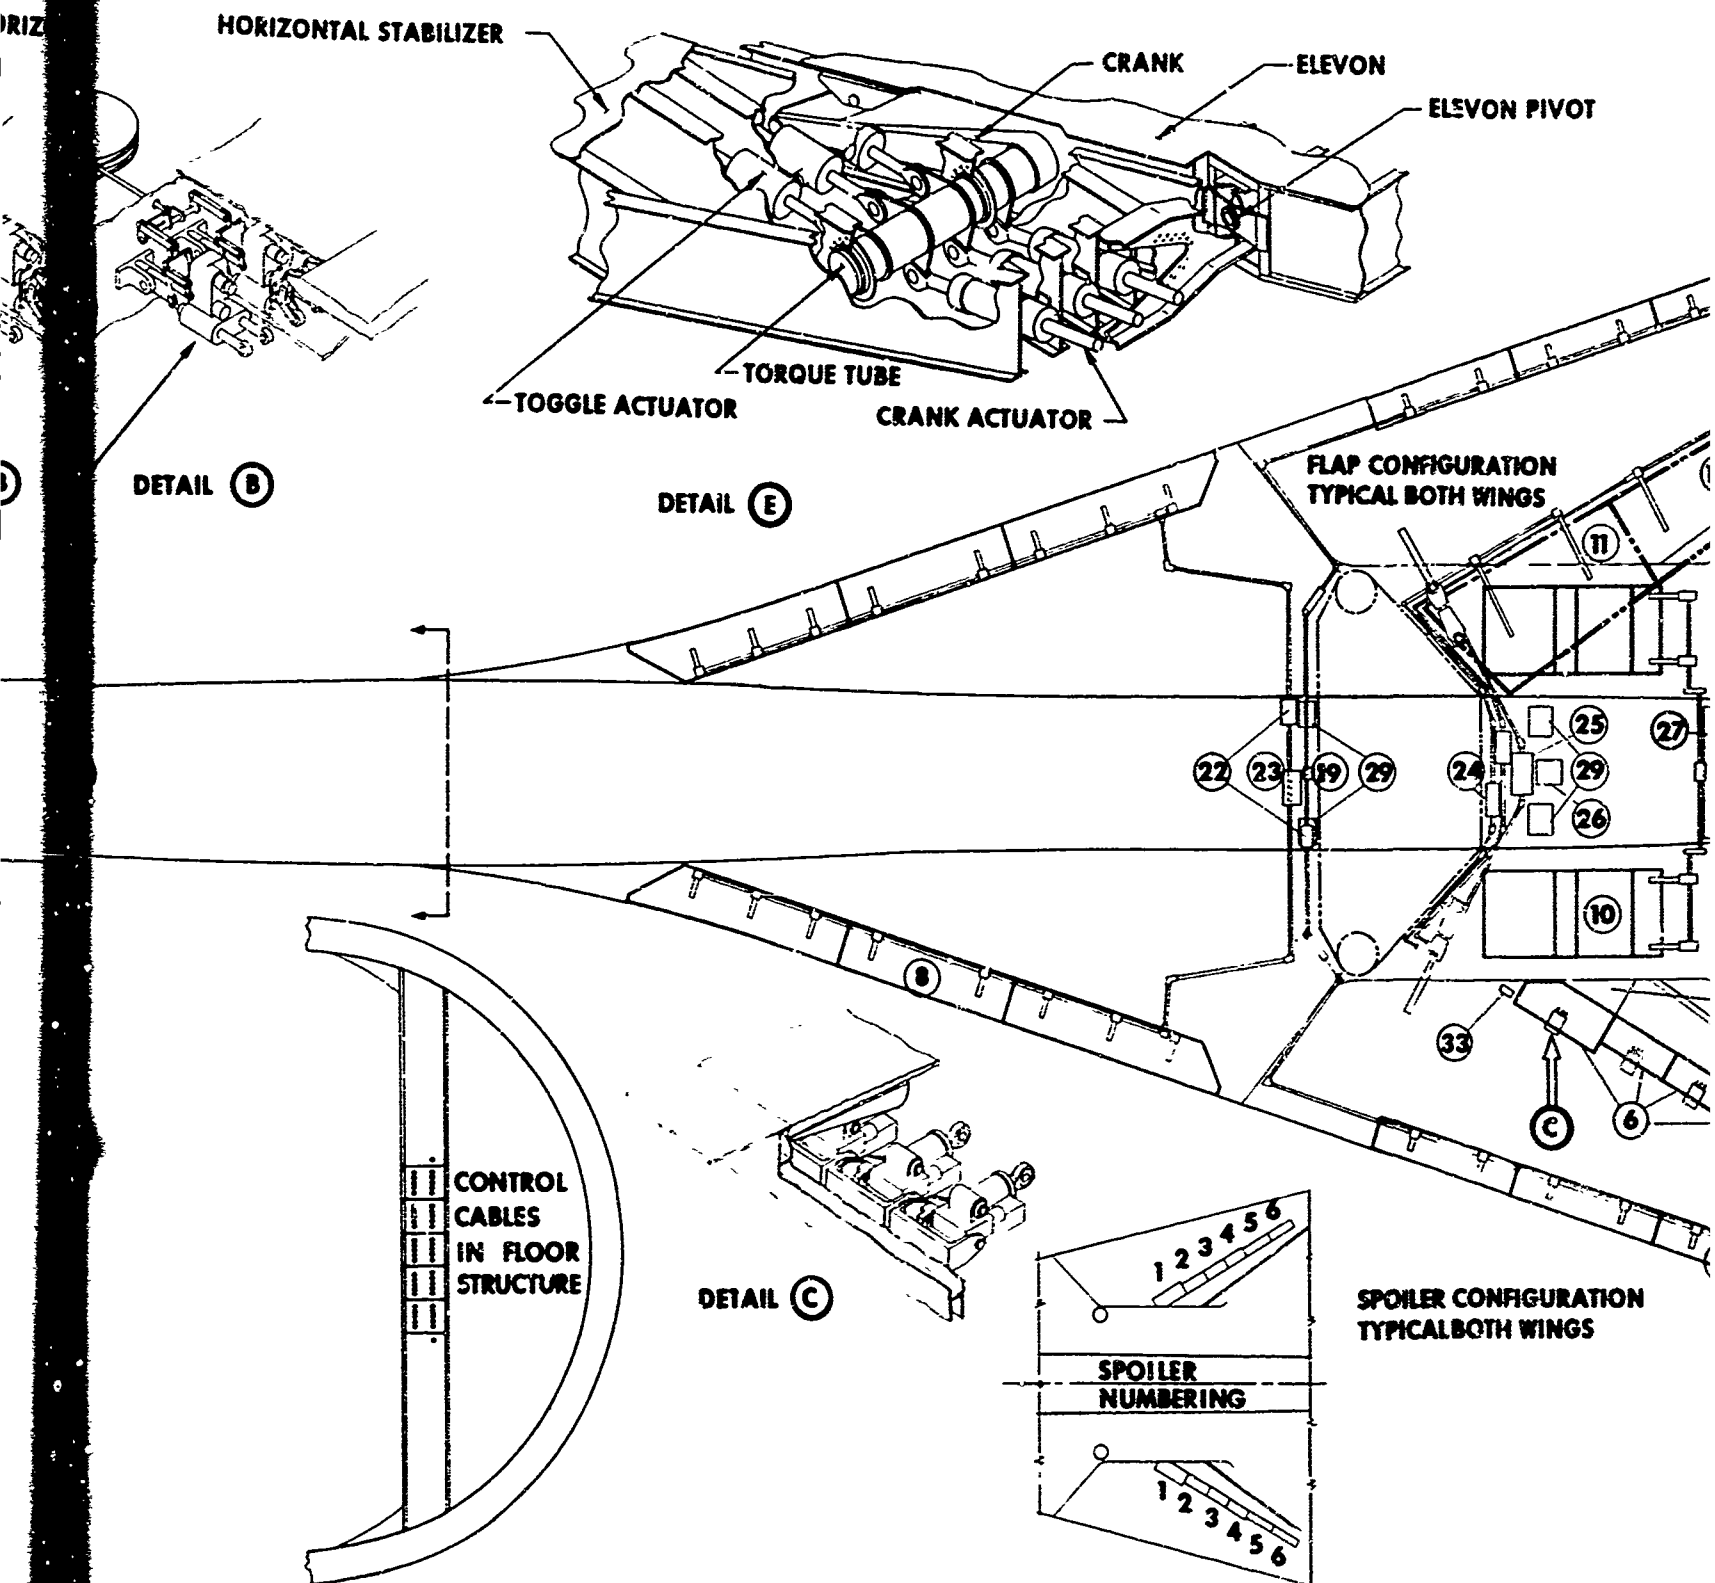 HORIZONTAL STABILIZER
CRANK
ELEVON
ELEVON PIVOT
TORQUE TUBE
TOGGLE ACTUATOR
CRANK ACTUATOR
DETAIL B
DETAIL E
FLAP CONFIGURATION
TYPICAL BOTH WINGS
11
25
27
22
23
19
29
24
29
26
10
8
33
6
C
CONTROL
CABLES
IN FLOOR
STRUCTURE
DETAIL C
1 2 3 4 5 6
SPOILER CONFIGURATION
TYPICAL BOTH WINGS
SPOILER
NUMBERING
1 2 3 4 5 6